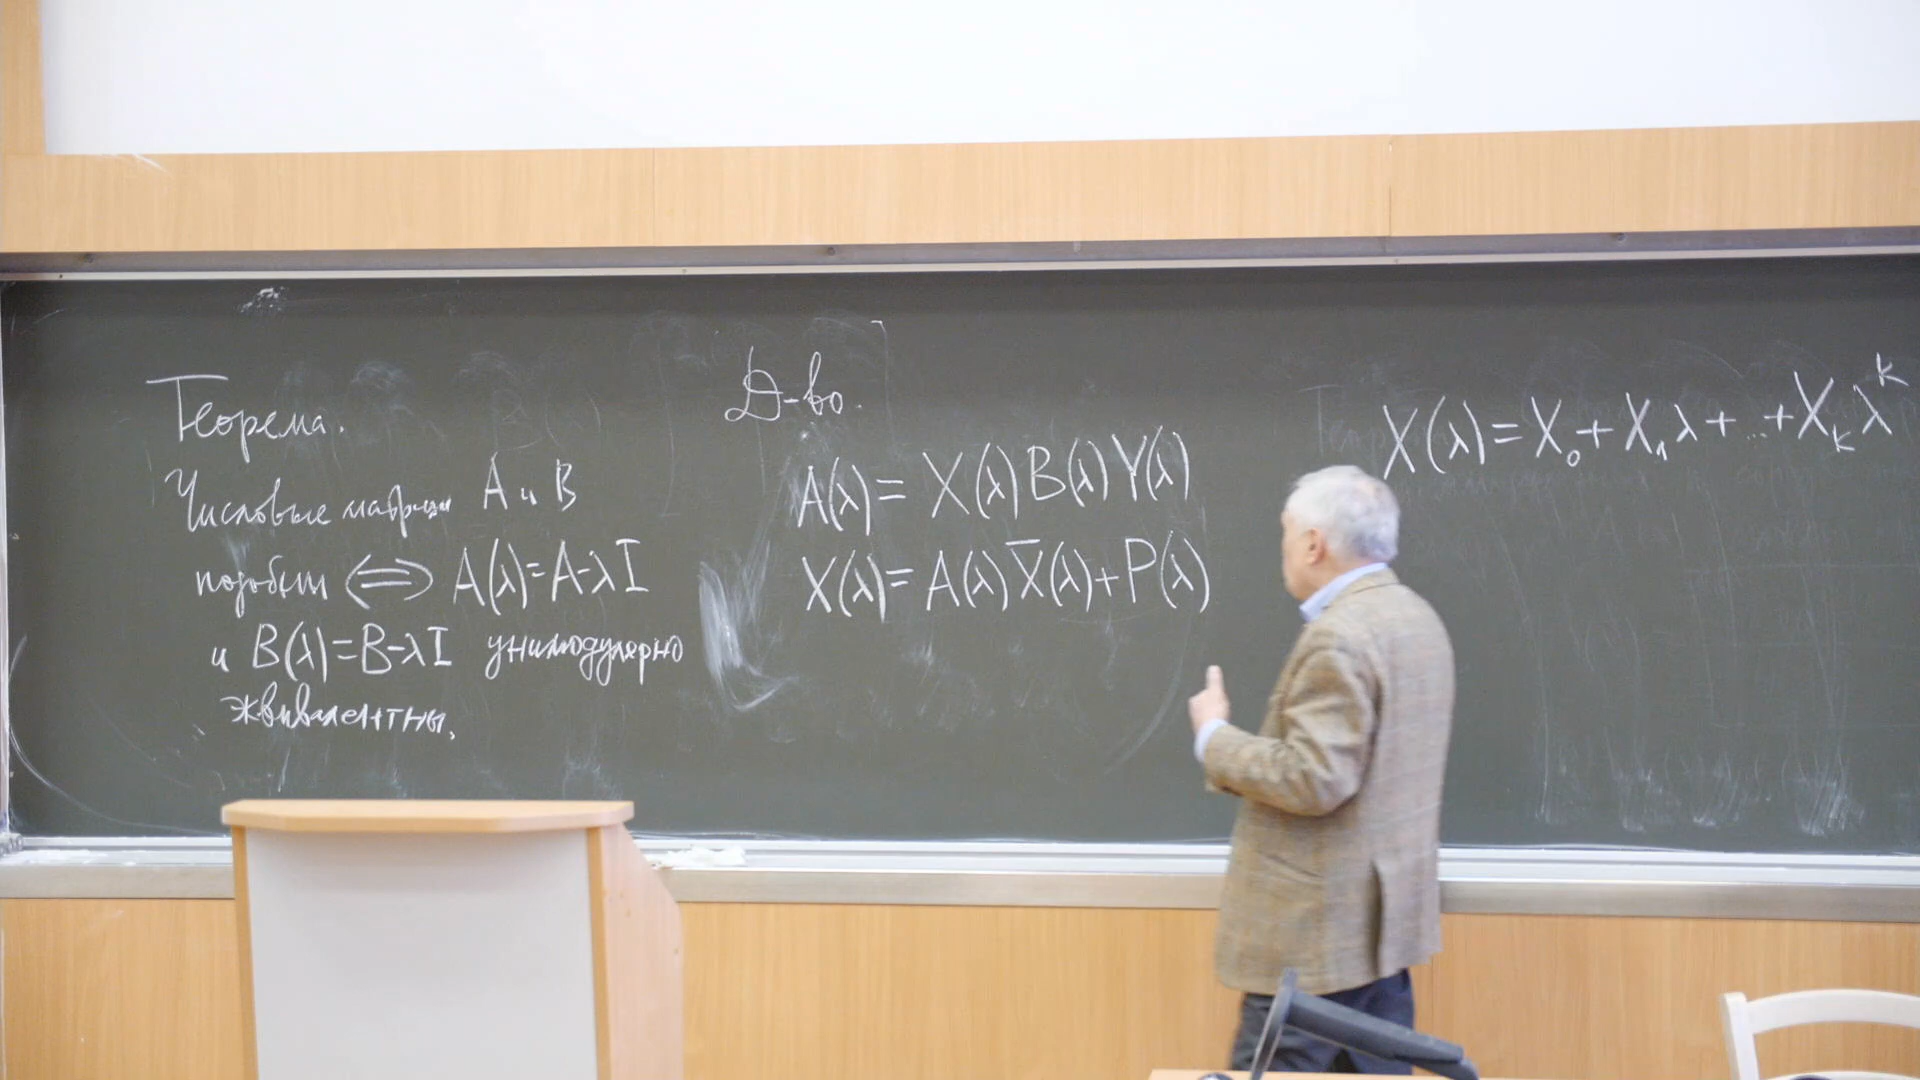 Теорема.
Числовые матрицы A и B
подобны ⇔ A(λ)=A-λI
и B(λ)=B-λI унимодулярно
эквивалентны.
Д-во.
A(λ)= X(λ)B(λ)Y(λ)
X(λ)= A(λ)X̅(λ)+P(λ)
X(λ)=X₀+X₁λ+...+Xₖλᵏ